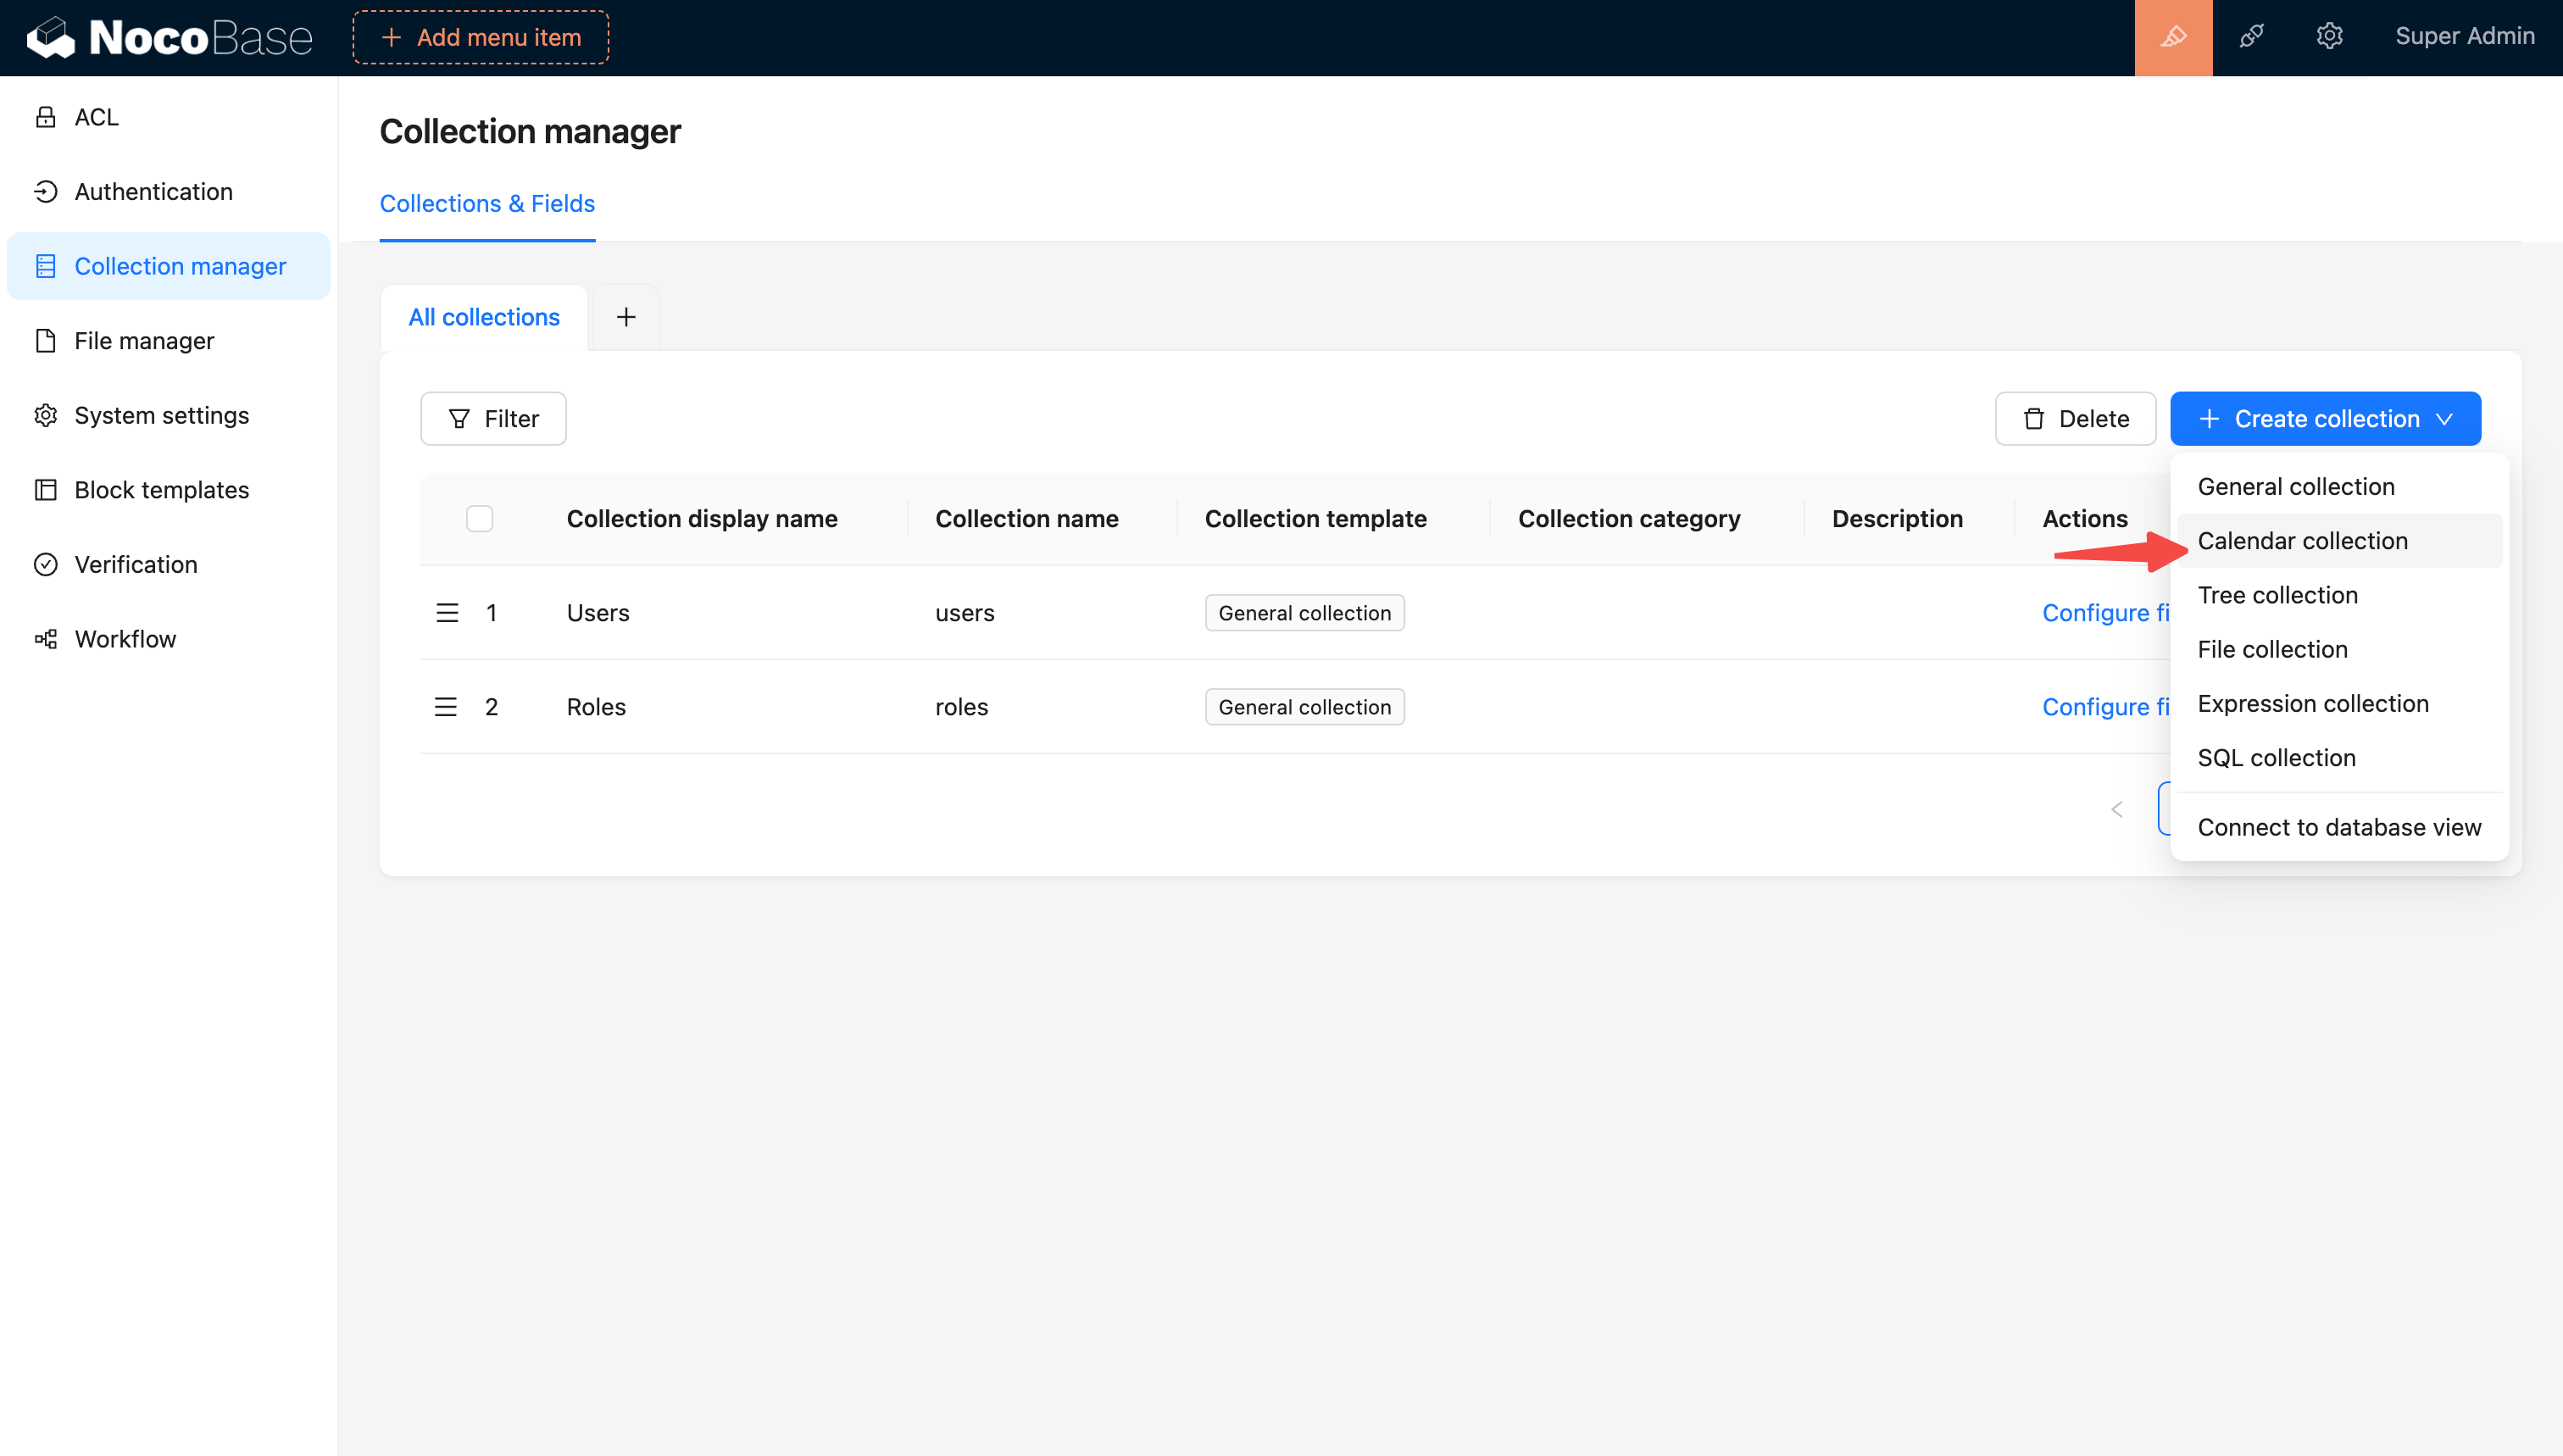 NocoBase
Add menu item
Super Admin
ACL
Authentication
Collection manager
File manager
System settings
Block templates
Verification
Workflow
Collection manager
Collections & Fields
All collections
Filter
Delete
Create collection
Collection display name Collection name Collection template Collection category Description Actions
1 Users users General collection Configure fi
2 Roles roles General collection Configure fi
General collection
Calendar collection
Tree collection
File collection
Expression collection
SQL collection
Connect to database view